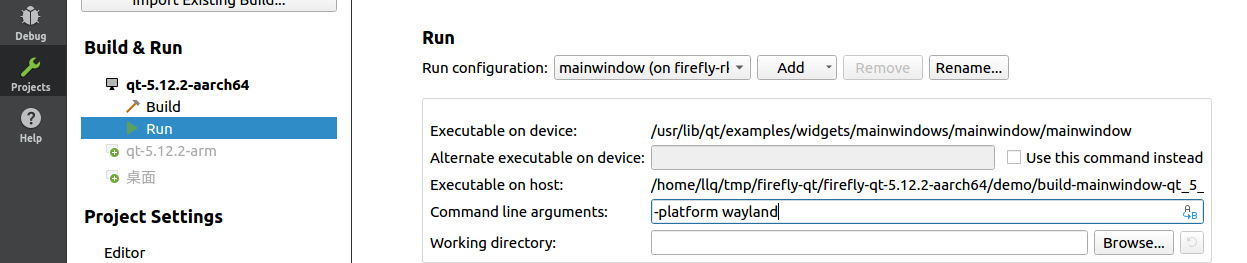 Import Existing Build...
Debug
Projects
Help
Build & Run
qt-5.12.2-aarch64
Build
Run
qt-5.12.2-arm
桌面
Project Settings
Editor
Run
Run configuration: mainwindow (on firefly-rl Add Remove Rename...
Executable on device: /usr/lib/qt/examples/widgets/mainwindows/mainwindow/mainwindow
Alternate executable on device: Use this command instead
Executable on host: /home/llq/tmp/firefly-qt/firefly-qt-5.12.2-aarch64/demo/build-mainwindow-qt_5_
Command line arguments: -platform wayland
Working directory: Browse...